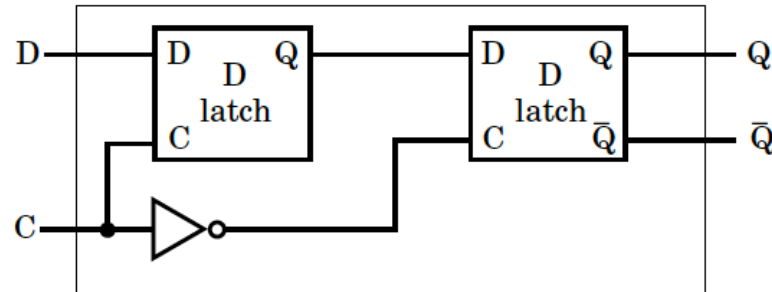 D D Q D Q Q
D D
latch latch
C C Q̄ Q̄
C